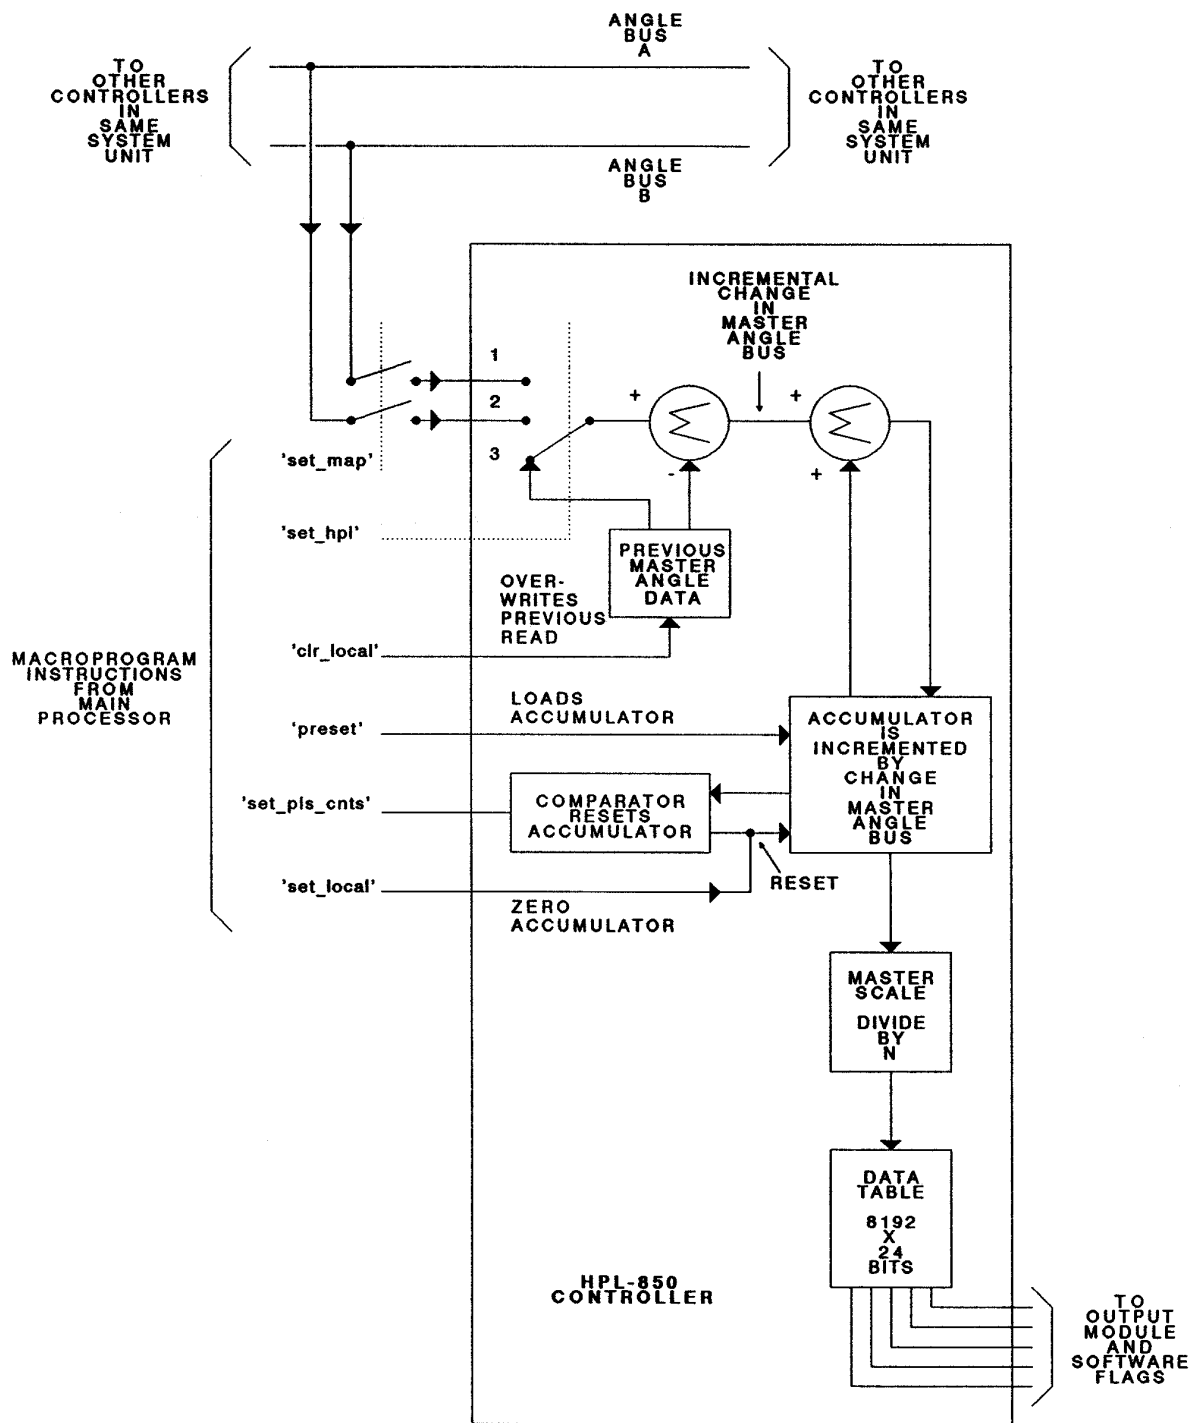 ANGLE
BUS
A
TO
OTHER
CONTROLLERS
IN
SAME
SYSTEM
UNIT
TO
OTHER
CONTROLLERS
IN
SAME
SYSTEM
UNIT
ANGLE
BUS
B
INCREMENTAL
CHANGE
IN
MASTER
ANGLE
BUS
1
2
3
+
-
+
+
'set_map'
'set_hpl'
PREVIOUS
MASTER
ANGLE
DATA
OVER-
WRITES
PREVIOUS
READ
'clr_local'
MACROPROGRAM
INSTRUCTIONS
FROM
MAIN
PROCESSOR
LOADS
ACCUMULATOR
'preset'
ACCUMULATOR
IS
INCREMENTED
BY
CHANGE
IN
MASTER
ANGLE
BUS
'set_pls_cnts'
COMPARATOR
RESETS
ACCUMULATOR
RESET
'set_local'
ZERO
ACCUMULATOR
MASTER
SCALE
DIVIDE
BY
N
DATA
TABLE
8192
X
24
BITS
HPL-850
CONTROLLER
TO
OUTPUT
MODULE
AND
SOFTWARE
FLAGS